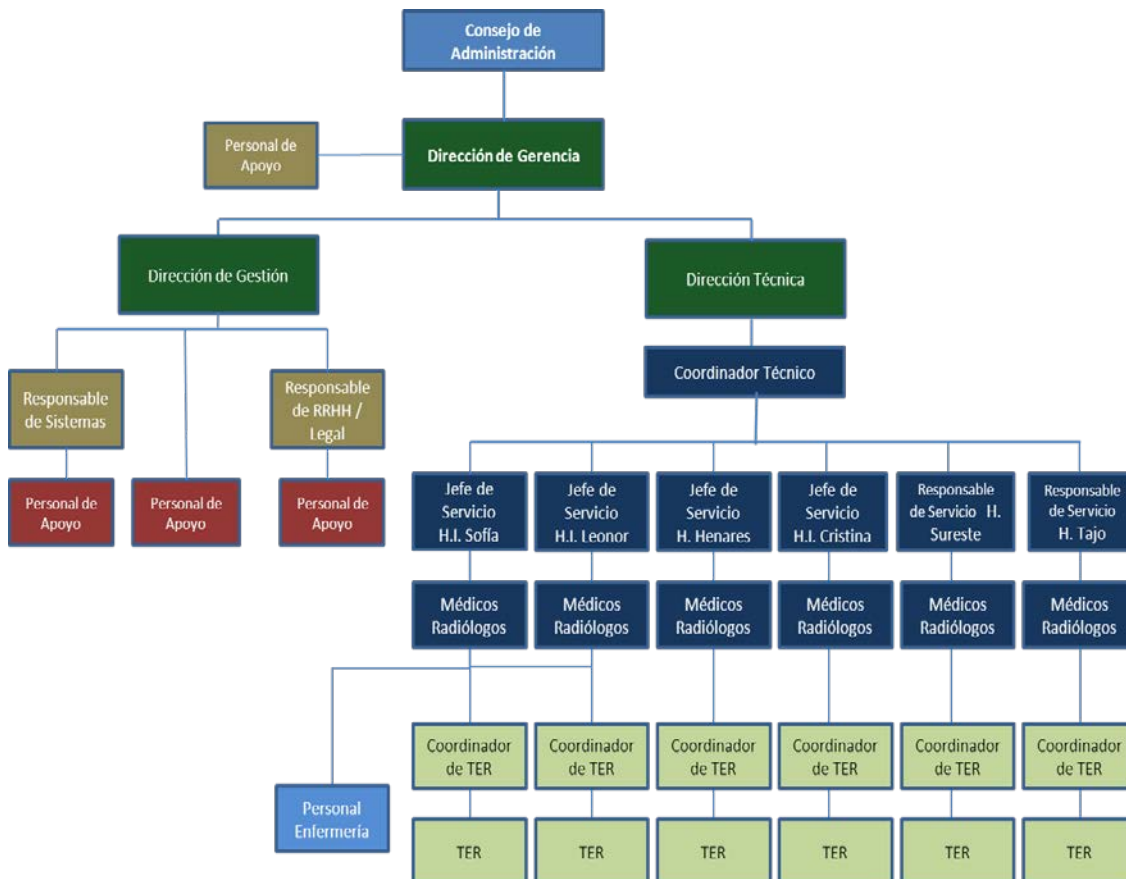 Consejo de
Administración
Personal de
Apoyo
Dirección de Gerencia
Dirección de Gestión
Dirección Técnica
Coordinador Técnico
Responsable
de Sistemas
Responsable
de RRHH /
Legal
Personal de
Apoyo
Personal de
Apoyo
Personal de
Apoyo
Jefe de
Servicio
H.I. Sofía
Jefe de
Servicio
H.I. Leonor
Jefe de
Servicio
H. Henares
Jefe de
Servicio
H.I. Cristina
Responsable
de Servicio H.
Sureste
Responsable
de Servicio
H. Tajo
Médicos
Radiólogos
Médicos
Radiólogos
Médicos
Radiólogos
Médicos
Radiólogos
Médicos
Radiólogos
Médicos
Radiólogos
Coordinador
de TER
Coordinador
de TER
Coordinador
de TER
Coordinador
de TER
Coordinador
de TER
Coordinador
de TER
Personal
Enfermería
TER
TER
TER
TER
TER
TER